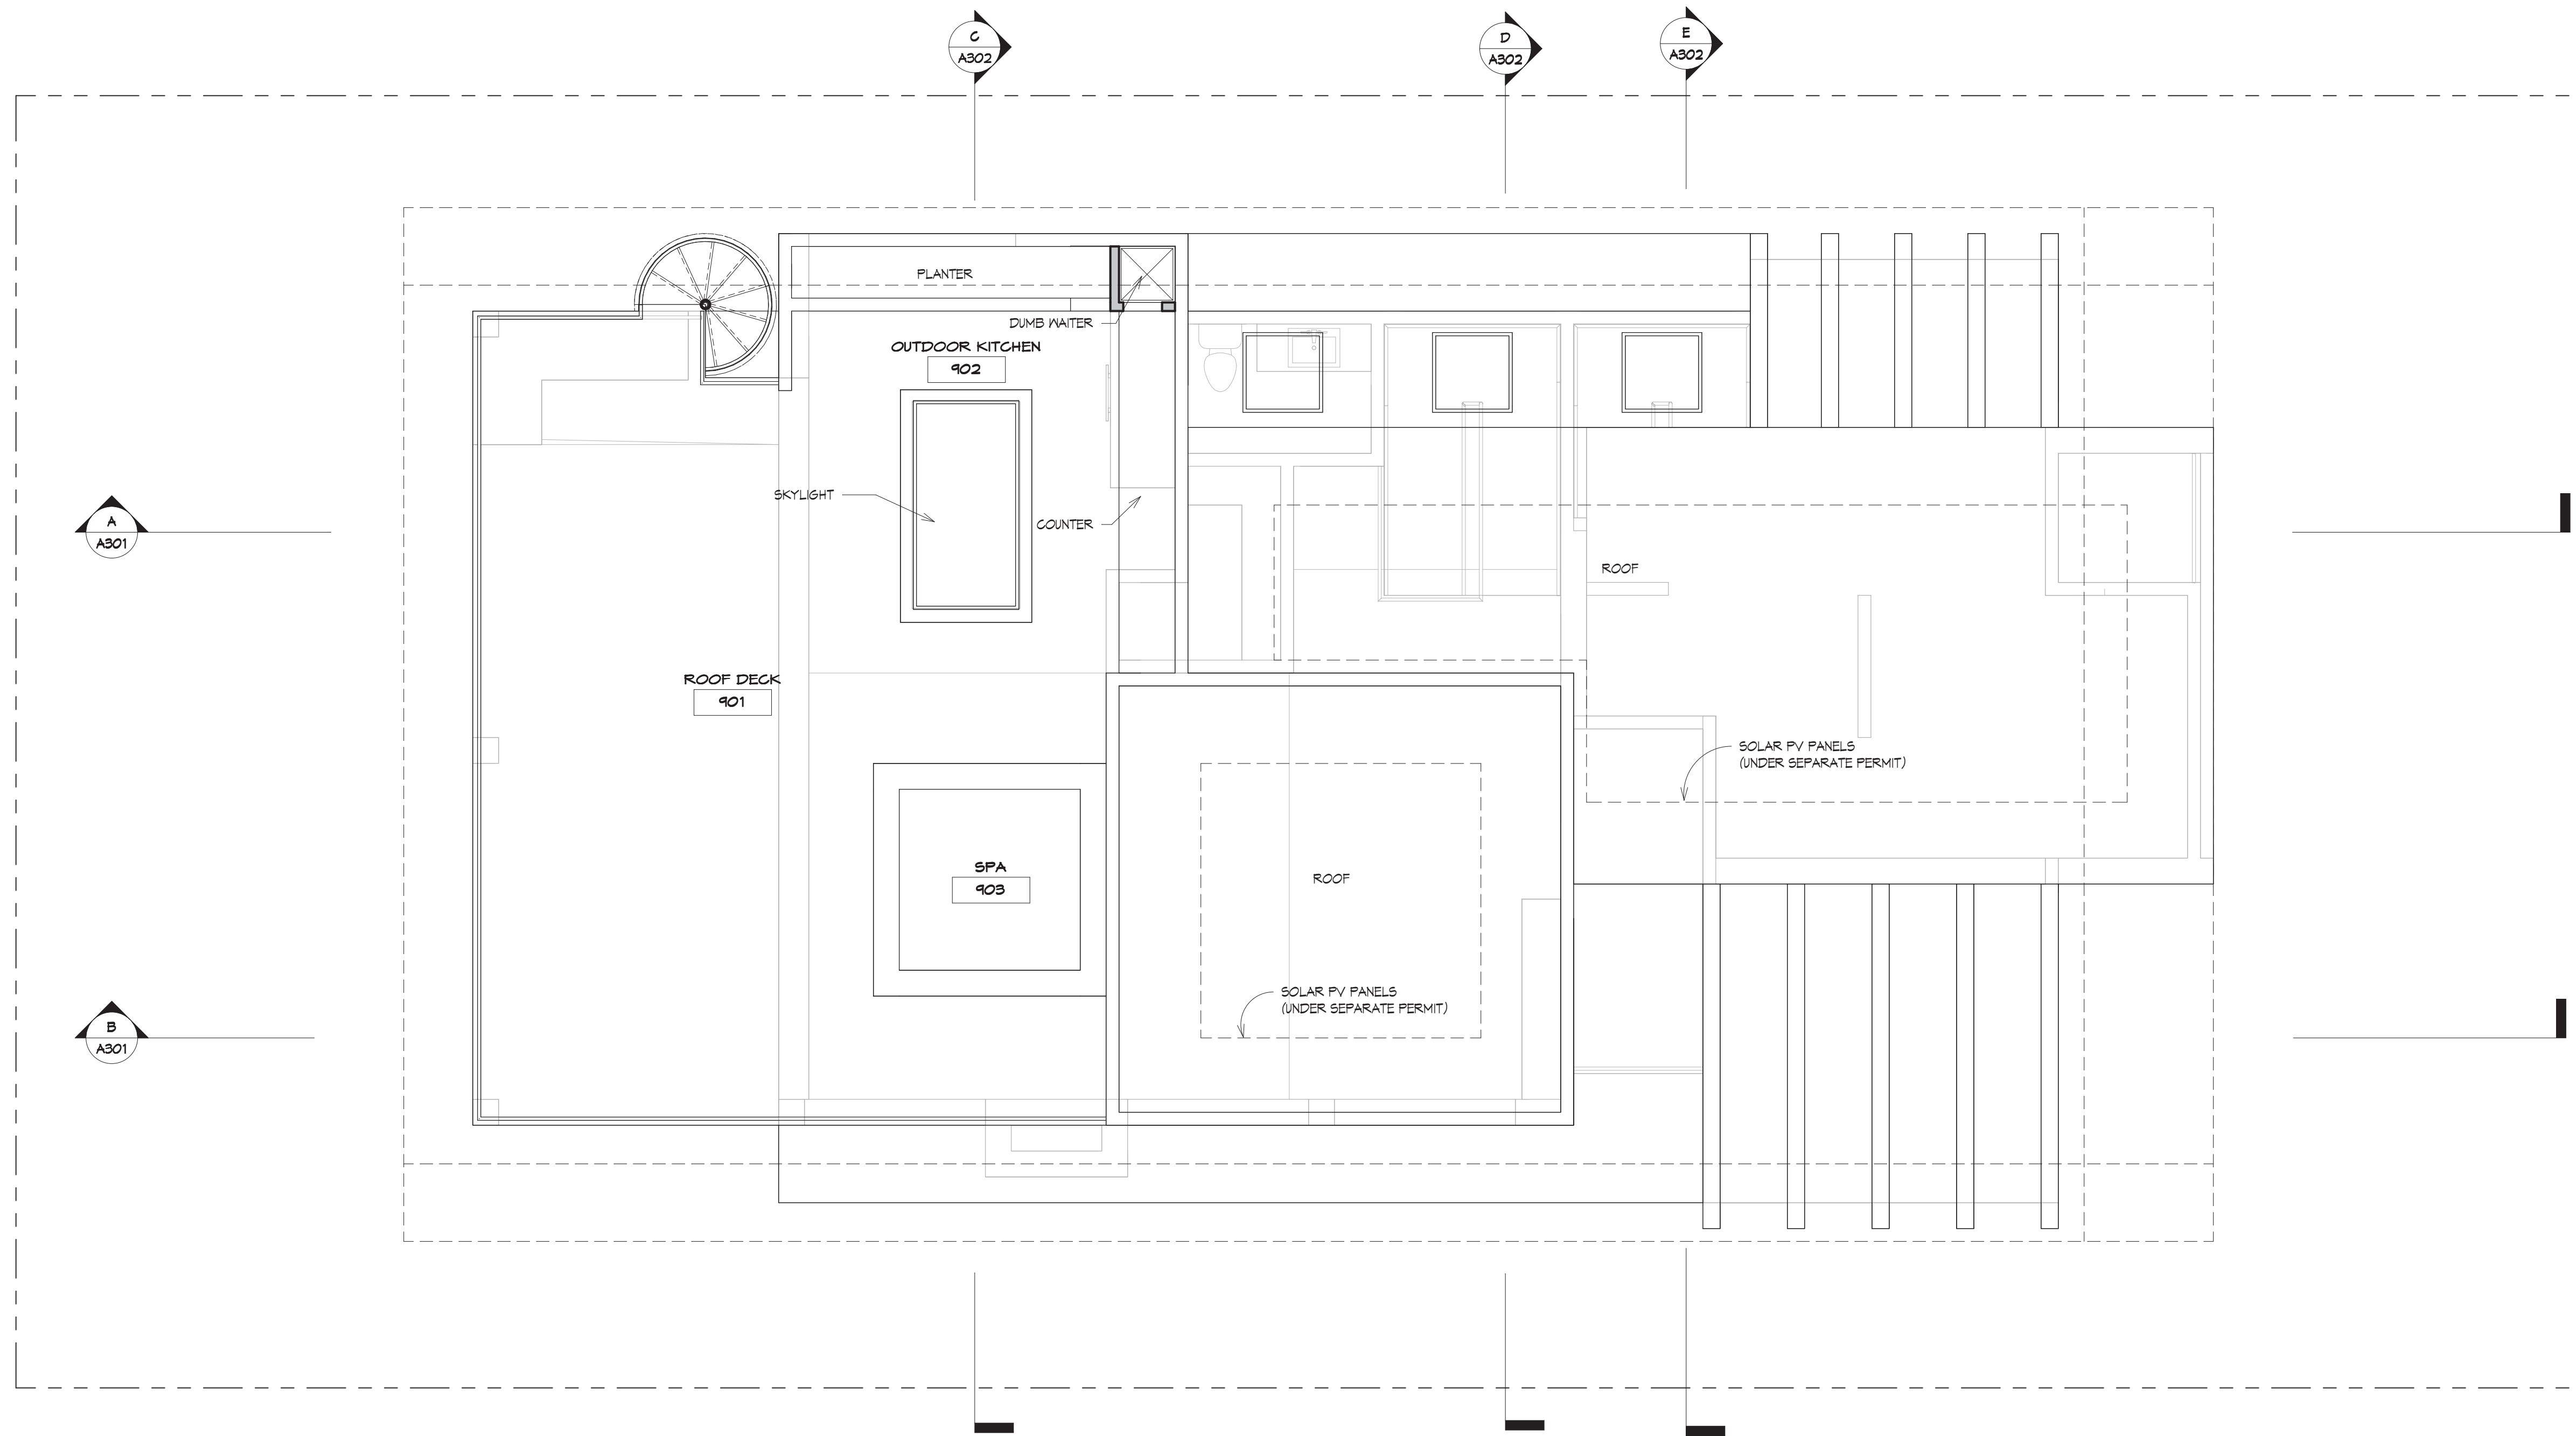 C
A302
D
A302
E
A302
PLANTER
DUMB WAITER
OUTDOOR KITCHEN
902
SKYLIGHT
COUNTER
A
A301
ROOF
ROOF DECK
901
SOLAR PV PANELS
(UNDER SEPARATE PERMIT)
SPA
903
ROOF
SOLAR PV PANELS
(UNDER SEPARATE PERMIT)
B
A301